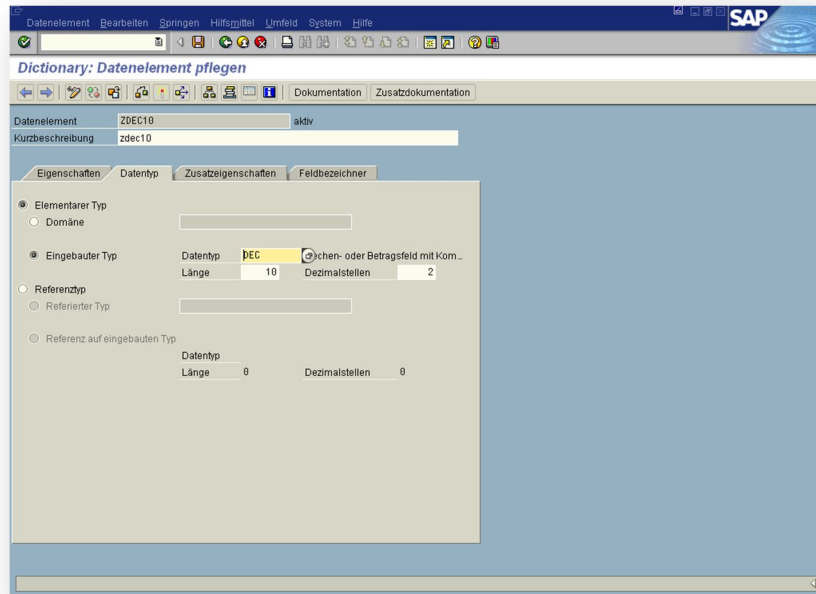 Datenelement Bearbeiten Springen Hilfsmittel Umfeld System Hilfe
SAP
Dictionary: Datenelement pflegen
Dokumentation Zusatzdokumentation
Datenelement ZDEC10 aktiv
Kurzbeschreibung zdec10
Eigenschaften Datentyp Zusatzeigenschaften Feldbezeichner
Elementarer Typ
Domäne
Eingebauter Typ Datentyp DEC echen- oder Betragsfeld mit Kom...
Länge 10 Dezimalstellen 2
Referenztyp
Referierter Typ
Referenz auf eingebauten Typ
Datentyp
Länge 0 Dezimalstellen 0